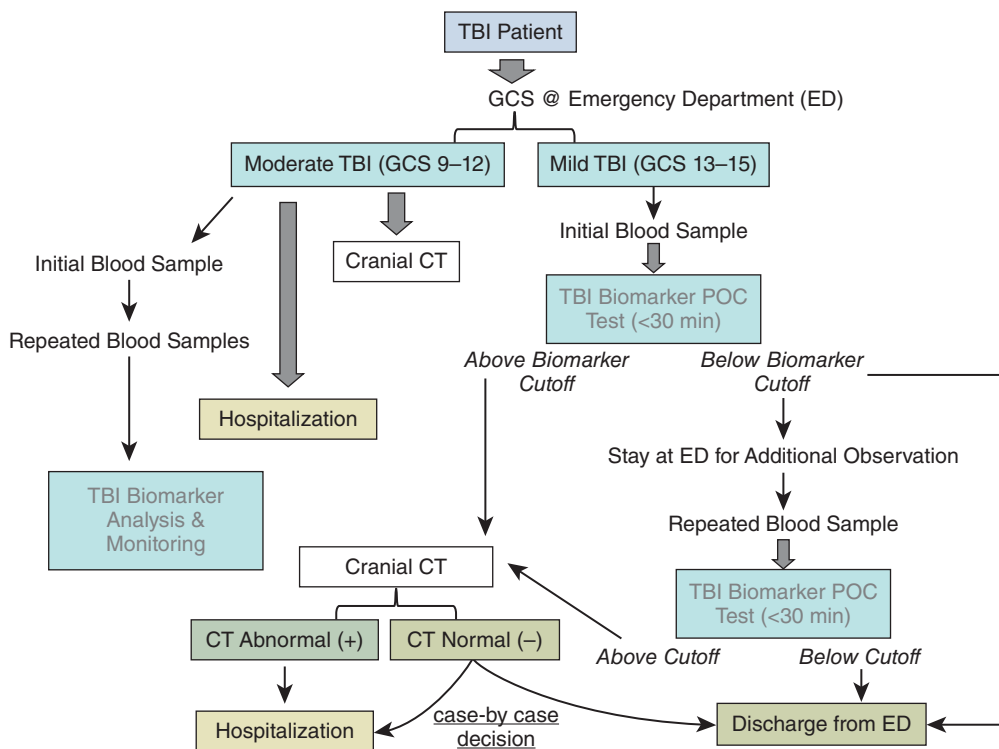 TBI Patient
GCS @ Emergency Department (ED)
Moderate TBI (GCS 9–12)
Mild TBI (GCS 13–15)
Initial Blood Sample
Cranial CT
Initial Blood Sample
TBI Biomarker POC
Test (<30 min)
Repeated Blood Samples
Above Biomarker
Cutoff
Below Biomarker
Cutoff
Hospitalization
Stay at ED for Additional Observation
TBI Biomarker
Analysis &
Monitoring
Repeated Blood Sample
Cranial CT
TBI Biomarker POC
Test (<30 min)
CT Abnormal (+)
CT Normal (–)
Above Cutoff
Below Cutoff
Hospitalization
case-by case
decision
Discharge from ED